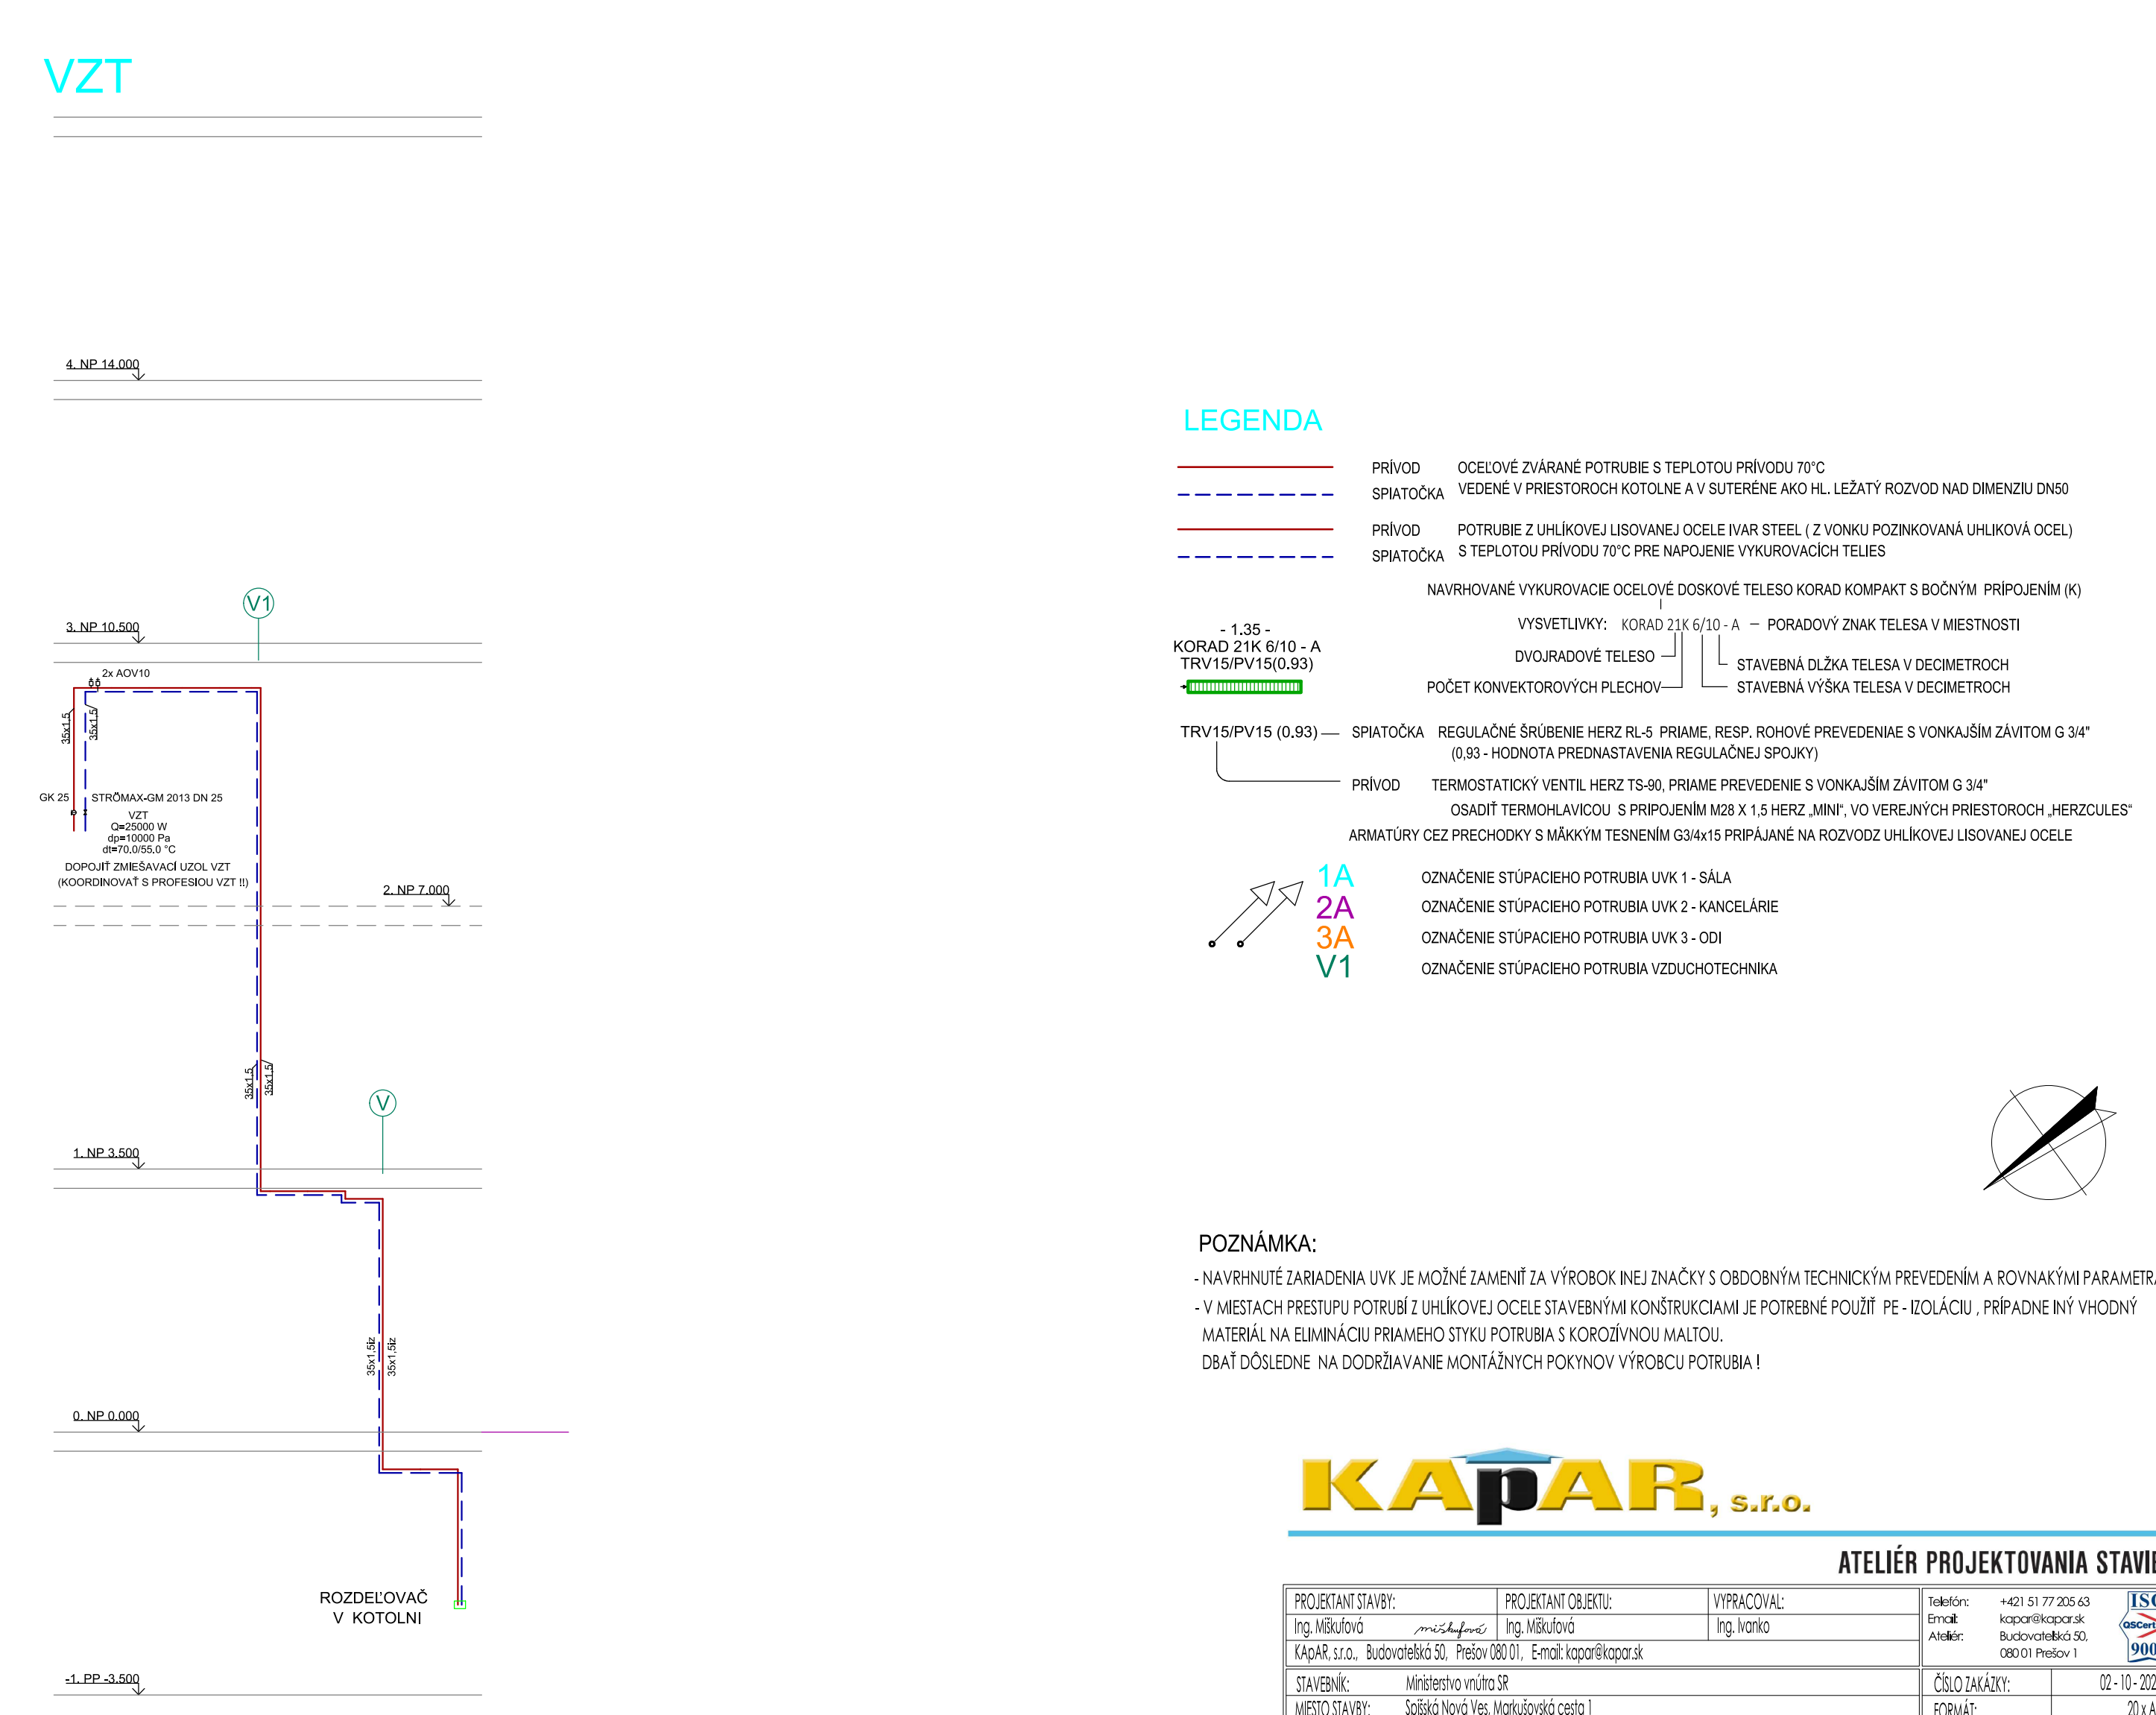 VZT
4. NP 14.000
V1
3. NP 10.500
2x AOV10
35x1,5
35x1,5
GK 25
STRÖMAX-GM 2013 DN 25
VZT
Q=25000 W
dp=10000 Pa
dt=70.0/55.0 °C
DOPOJIŤ ZMIEŠAVACÍ UZOL VZT
(KOORDINOVAŤ S PROFESIOU VZT !!)
2. NP 7.000
35x1,5
35x1,5
V
1. NP 3.500
35x1,5iz
35x1,5iz
0. NP 0.000
ROZDEĽOVAČ
V KOTOLNI
-1. PP -3.500
LEGENDA
PRÍVOD OCEĽOVÉ ZVÁRANÉ POTRUBIE S TEPLOTOU PRÍVODU 70°C
SPIATOČKA VEDENÉ V PRIESTOROCH KOTOLNE A V SUTERÉNE AKO HL. LEŽATÝ ROZVOD NAD DIMENZIU DN50
PRÍVOD POTRUBIE Z UHLÍKOVEJ LISOVANEJ OCELE IVAR STEEL ( Z VONKU POZINKOVANÁ UHLIKOVÁ OCEL)
SPIATOČKA S TEPLOTOU PRÍVODU 70°C PRE NAPOJENIE VYKUROVACÍCH TELIES
NAVRHOVANÉ VYKUROVACIE OCELOVÉ DOSKOVÉ TELESO KORAD KOMPAKT S BOČNÝM PRÍPOJENÍM (K)
- 1.35 -
KORAD 21K 6/10 - A
TRV15/PV15(0.93)
VYSVETLIVKY: KORAD 21K 6/10 - A – PORADOVÝ ZNAK TELESA V MIESTNOSTI
DVOJRADOVÉ TELESO
STAVEBNÁ DLŽKA TELESA V DECIMETROCH
POČET KONVEKTOROVÝCH PLECHOV
STAVEBNÁ VÝŠKA TELESA V DECIMETROCH
TRV15/PV15 (0.93) SPIATOČKA REGULAČNÉ ŠRÚBENIE HERZ RL-5 PRIAME, RESP. ROHOVÉ PREVEDENIAE S VONKAJŠÍM ZÁVITOM G 3/4"
(0,93 - HODNOTA PREDNASTAVENIA REGULAČNEJ SPOJKY)
PRÍVOD TERMOSTATICKÝ VENTIL HERZ TS-90, PRIAME PREVEDENIE S VONKAJŠÍM ZÁVITOM G 3/4"
OSADIŤ TERMOHLAVICOU S PRIPOJENÍM M28 X 1,5 HERZ „MINI“, VO VEREJNÝCH PRIESTOROCH „HERZCULES“
ARMATÚRY CEZ PRECHODKY S MÄKKÝM TESNENÍM G3/4x15 PRIPÁJANÉ NA ROZVODZ UHLÍKOVEJ LISOVANEJ OCELE
1A OZNAČENIE STÚPACIEHO POTRUBIA UVK 1 - SÁLA
2A OZNAČENIE STÚPACIEHO POTRUBIA UVK 2 - KANCELÁRIE
3A OZNAČENIE STÚPACIEHO POTRUBIA UVK 3 - ODI
V1 OZNAČENIE STÚPACIEHO POTRUBIA VZDUCHOTECHNIKA
POZNÁMKA:
- NAVRHNUTÉ ZARIADENIA UVK JE MOŽNÉ ZAMENIŤ ZA VÝROBOK INEJ ZNAČKY S OBDOBNÝM TECHNICKÝM PREVEDENÍM A ROVNAKÝMI PARAMETR
- V MIESTACH PRESTUPU POTRUBÍ Z UHLÍKOVEJ OCELE STAVEBNÝMI KONŠTRUKCIAMI JE POTREBNÉ POUŽIŤ PE - IZOLÁCIU , PRÍPADNE INÝ VHODNÝ
MATERIÁL NA ELIMINÁCIU PRIAMEHO STYKU POTRUBIA S KOROZÍVNOU MALTOU.
DBAŤ DÔSLEDNE NA DODRŽIAVANIE MONTÁŽNYCH POKYNOV VÝROBCU POTRUBIA !
KApAR, s.r.o.
ATELIÉR PROJEKTOVANIA STAVIE
PROJEKTANT STAVBY: PROJEKTANT OBJEKTU: VYPRACOVAL:
Ing. Miškufová miškufová Ing. Miškufová Ing. Ivanko
KApAR, s.r.o., Budovateľská 50, Prešov 080 01, E-mail: kapar@kapar.sk
Telefón: +421 51 77 205 63
Email: kapar@kapar.sk
Ateliér: Budovateľská 50,
080 01 Prešov 1
ISO
QSCert
900
STAVEBNÍK: Ministerstvo vnútra SR
ČÍSLO ZAKÁZKY: 02 - 10 - 202
MIESTO STAVBY: Spišská Nová Ves, Markušovská cesta 1
FORMÁT: 20 x A